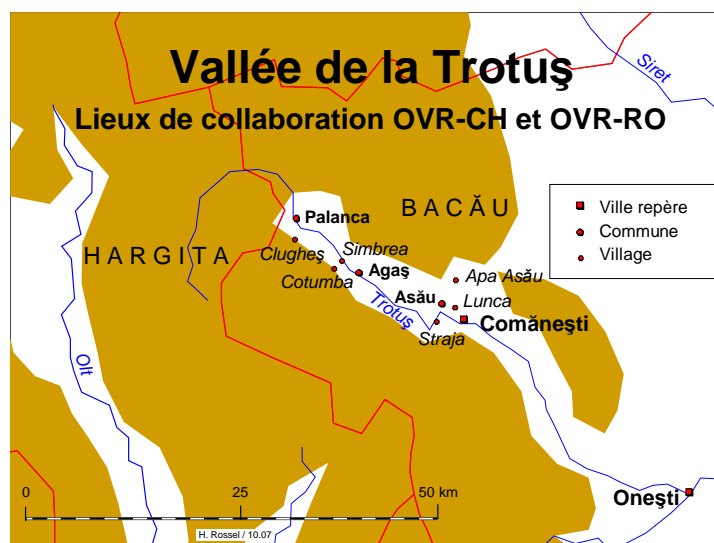 Vallée de la Trotuş
Lieux de collaboration OVR-CH et OVR-RO
Siret
BACĂU
HARGITA
Ville repère
Commune
Village
Palanca
Clugheş
Simbrea
Cotumba
Agaş
Apa Asău
Asău
Lunca
Trotuş
Comăneşti
Straja
Olt
Oneşti
0 25 50 km
H. Rossel / 10.07